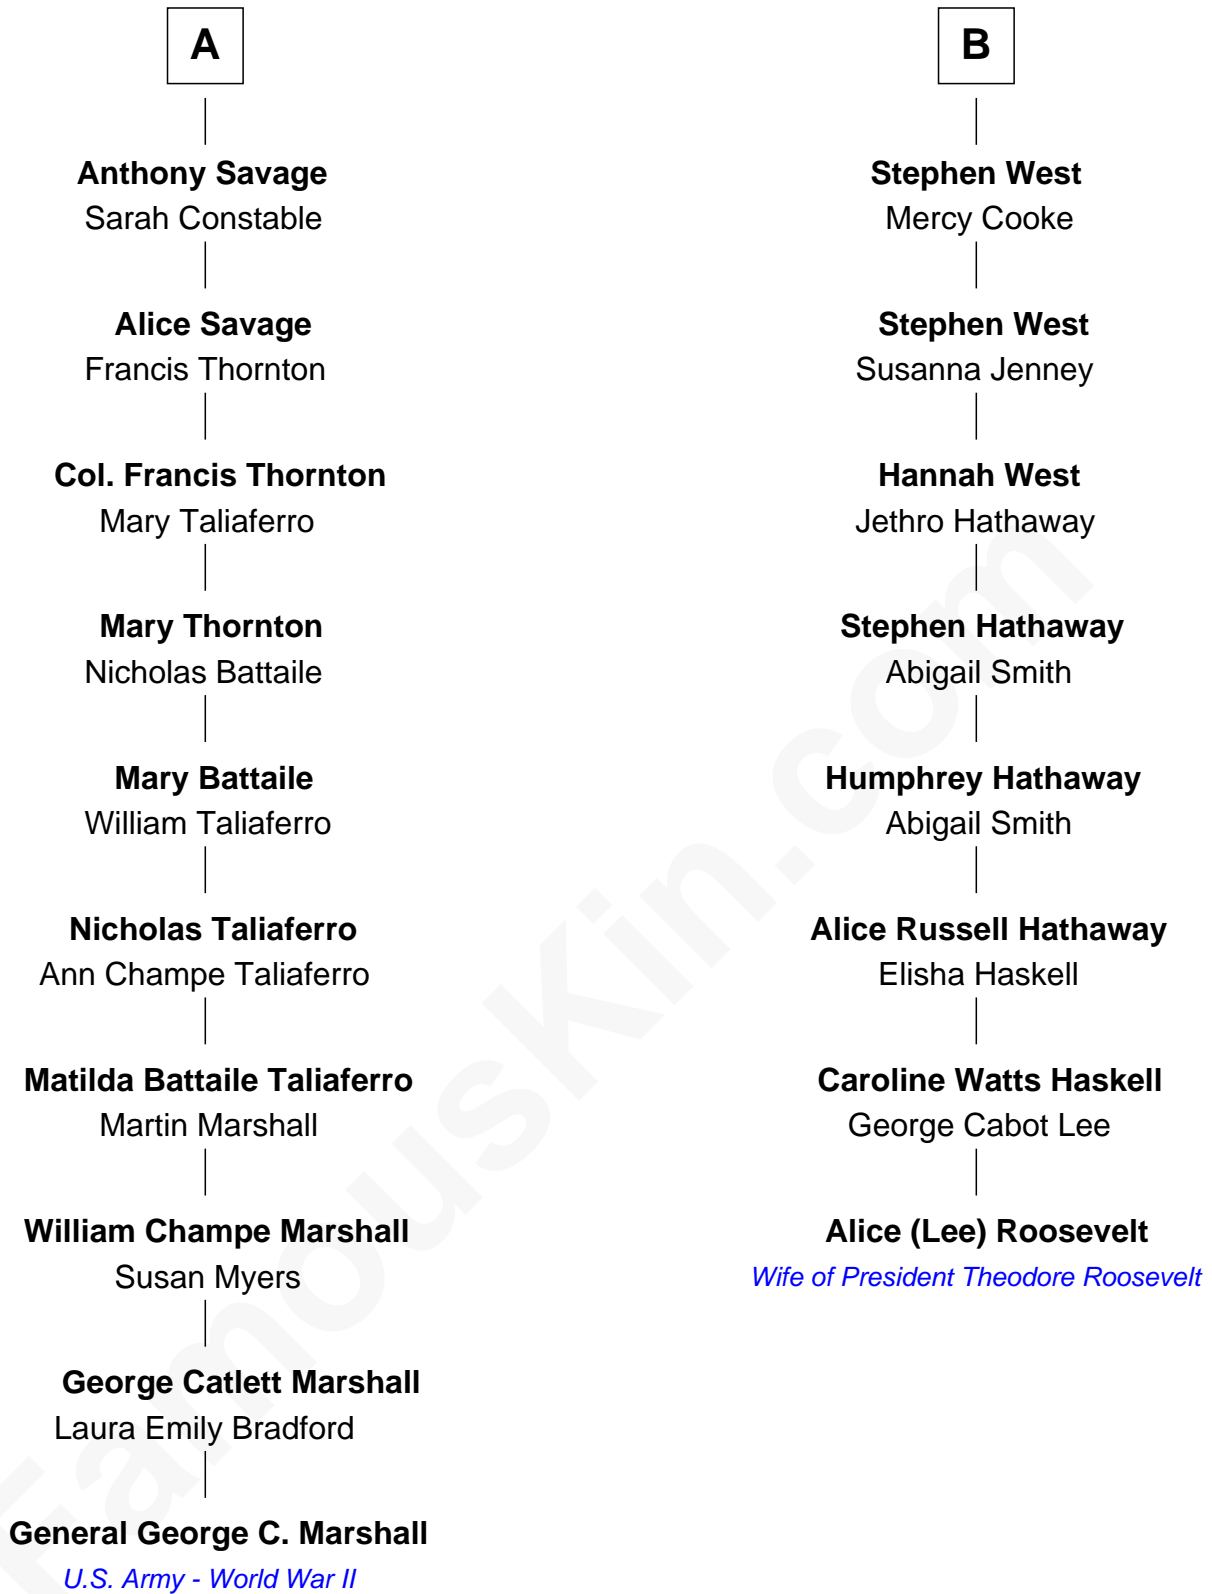 A
Anthony Savage
Sarah Constable
Alice Savage
Francis Thornton
Col. Francis Thornton
Mary Taliaferro
Mary Thornton
Nicholas Battaile
Mary Battaile
William Taliaferro
Nicholas Taliaferro
Ann Champe Taliaferro
Matilda Battaile Taliaferro
Martin Marshall
William Champe Marshall
Susan Myers
George Catlett Marshall
Laura Emily Bradford
General George C. Marshall
U.S. Army - World War II
B
Stephen West
Mercy Cooke
Stephen West
Susanna Jenney
Hannah West
Jethro Hathaway
Stephen Hathaway
Abigail Smith
Humphrey Hathaway
Abigail Smith
Alice Russell Hathaway
Elisha Haskell
Caroline Watts Haskell
George Cabot Lee
Alice (Lee) Roosevelt
Wife of President Theodore Roosevelt
FamousKin.com